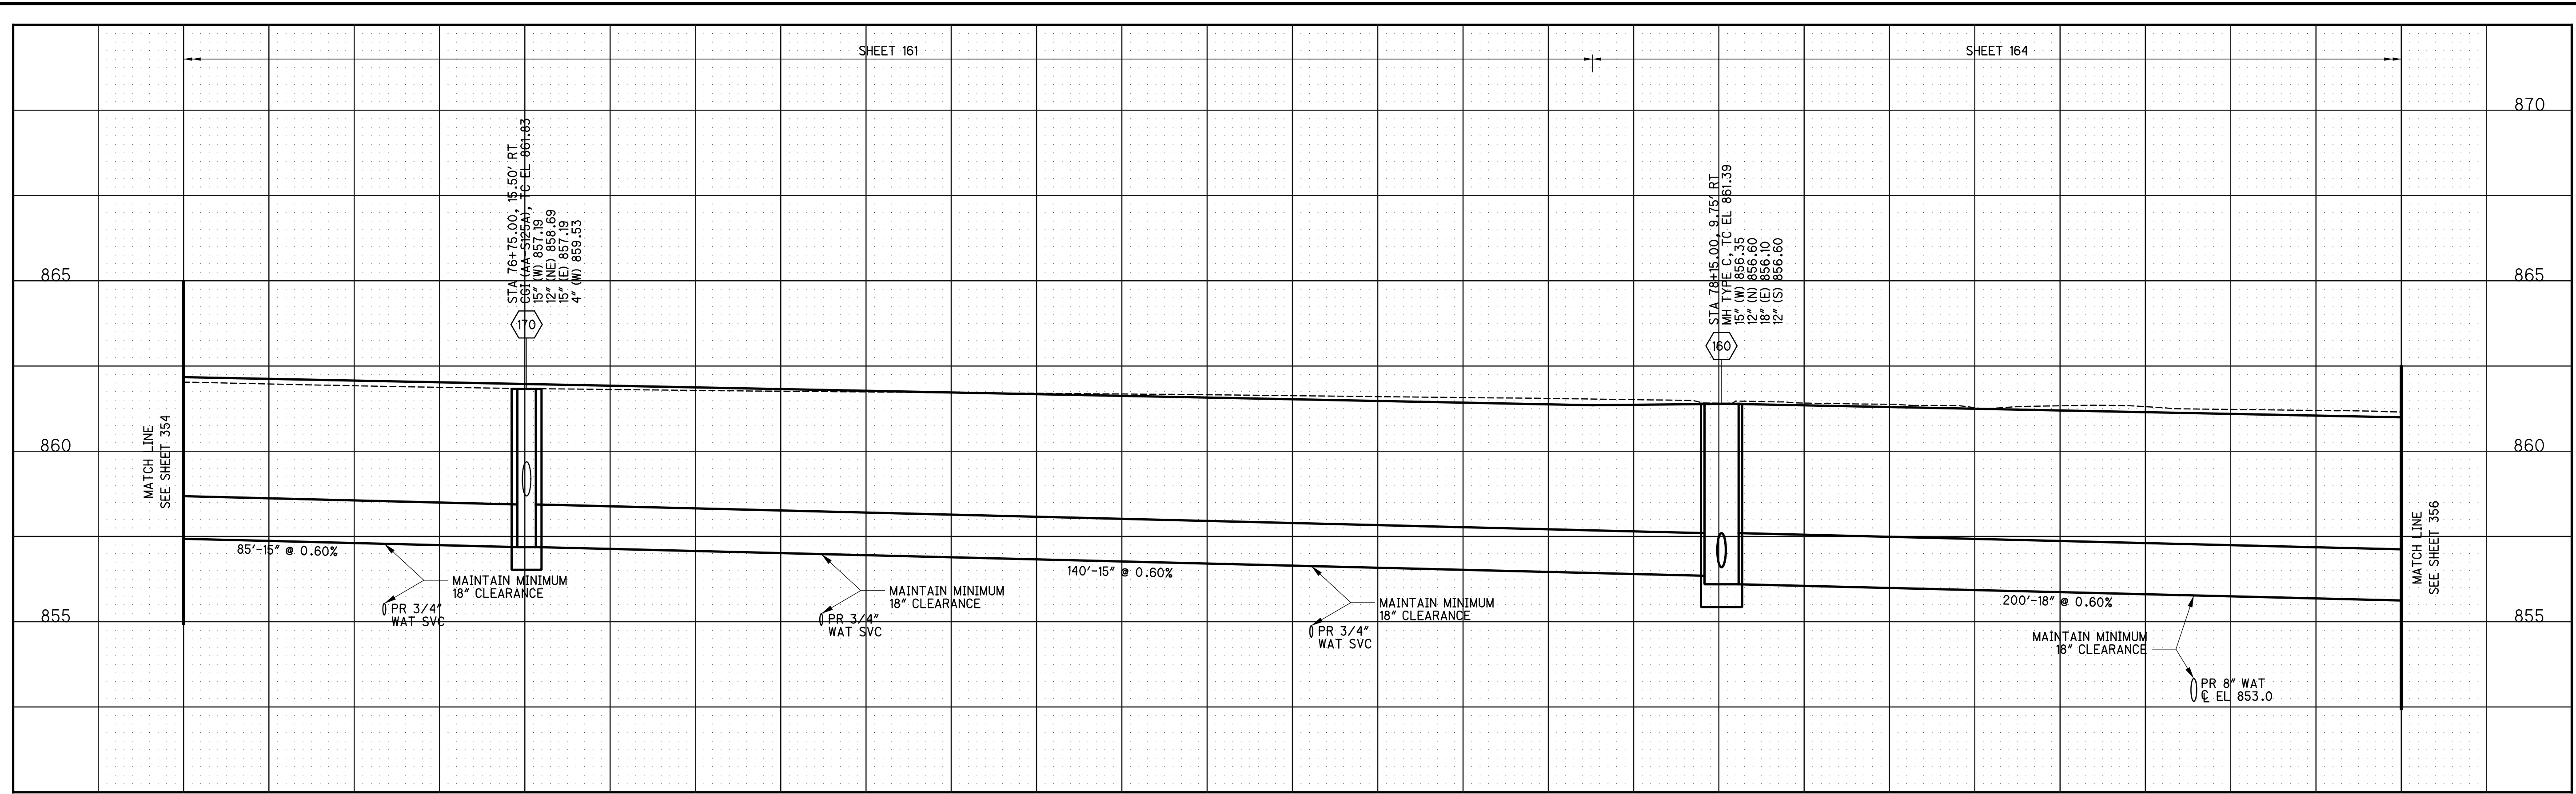 SHEET 161
SHEET 164
870
870
865
865
860
860
855
855
MATCH LINE
SEE SHEET 354
STA 76+75.00, 15.50' RT
CGI (AA-S125A), TC EL 861.83
15" (W) 857.19
12" (NE) 858.69
15" (E) 857.19
4" (W) 859.53
170
STA 78+15.00, 9.75' RT
MH TYPE C, TC EL 861.39
15" (W) 856.35
12" (N) 856.60
18" (E) 856.10
12" (S) 856.60
160
85'-15" @ 0.60%
MAINTAIN MINIMUM
18" CLEARANCE
PR 3/4"
WAT SVC
MAINTAIN MINIMUM
18" CLEARANCE
PR 3/4"
WAT SVC
140'-15" @ 0.60%
MAINTAIN MINIMUM
18" CLEARANCE
PR 3/4"
WAT SVC
200'-18" @ 0.60%
MAINTAIN MINIMUM
18" CLEARANCE
PR 8" WAT
℄ EL 853.0
MATCH LINE
SEE SHEET 356